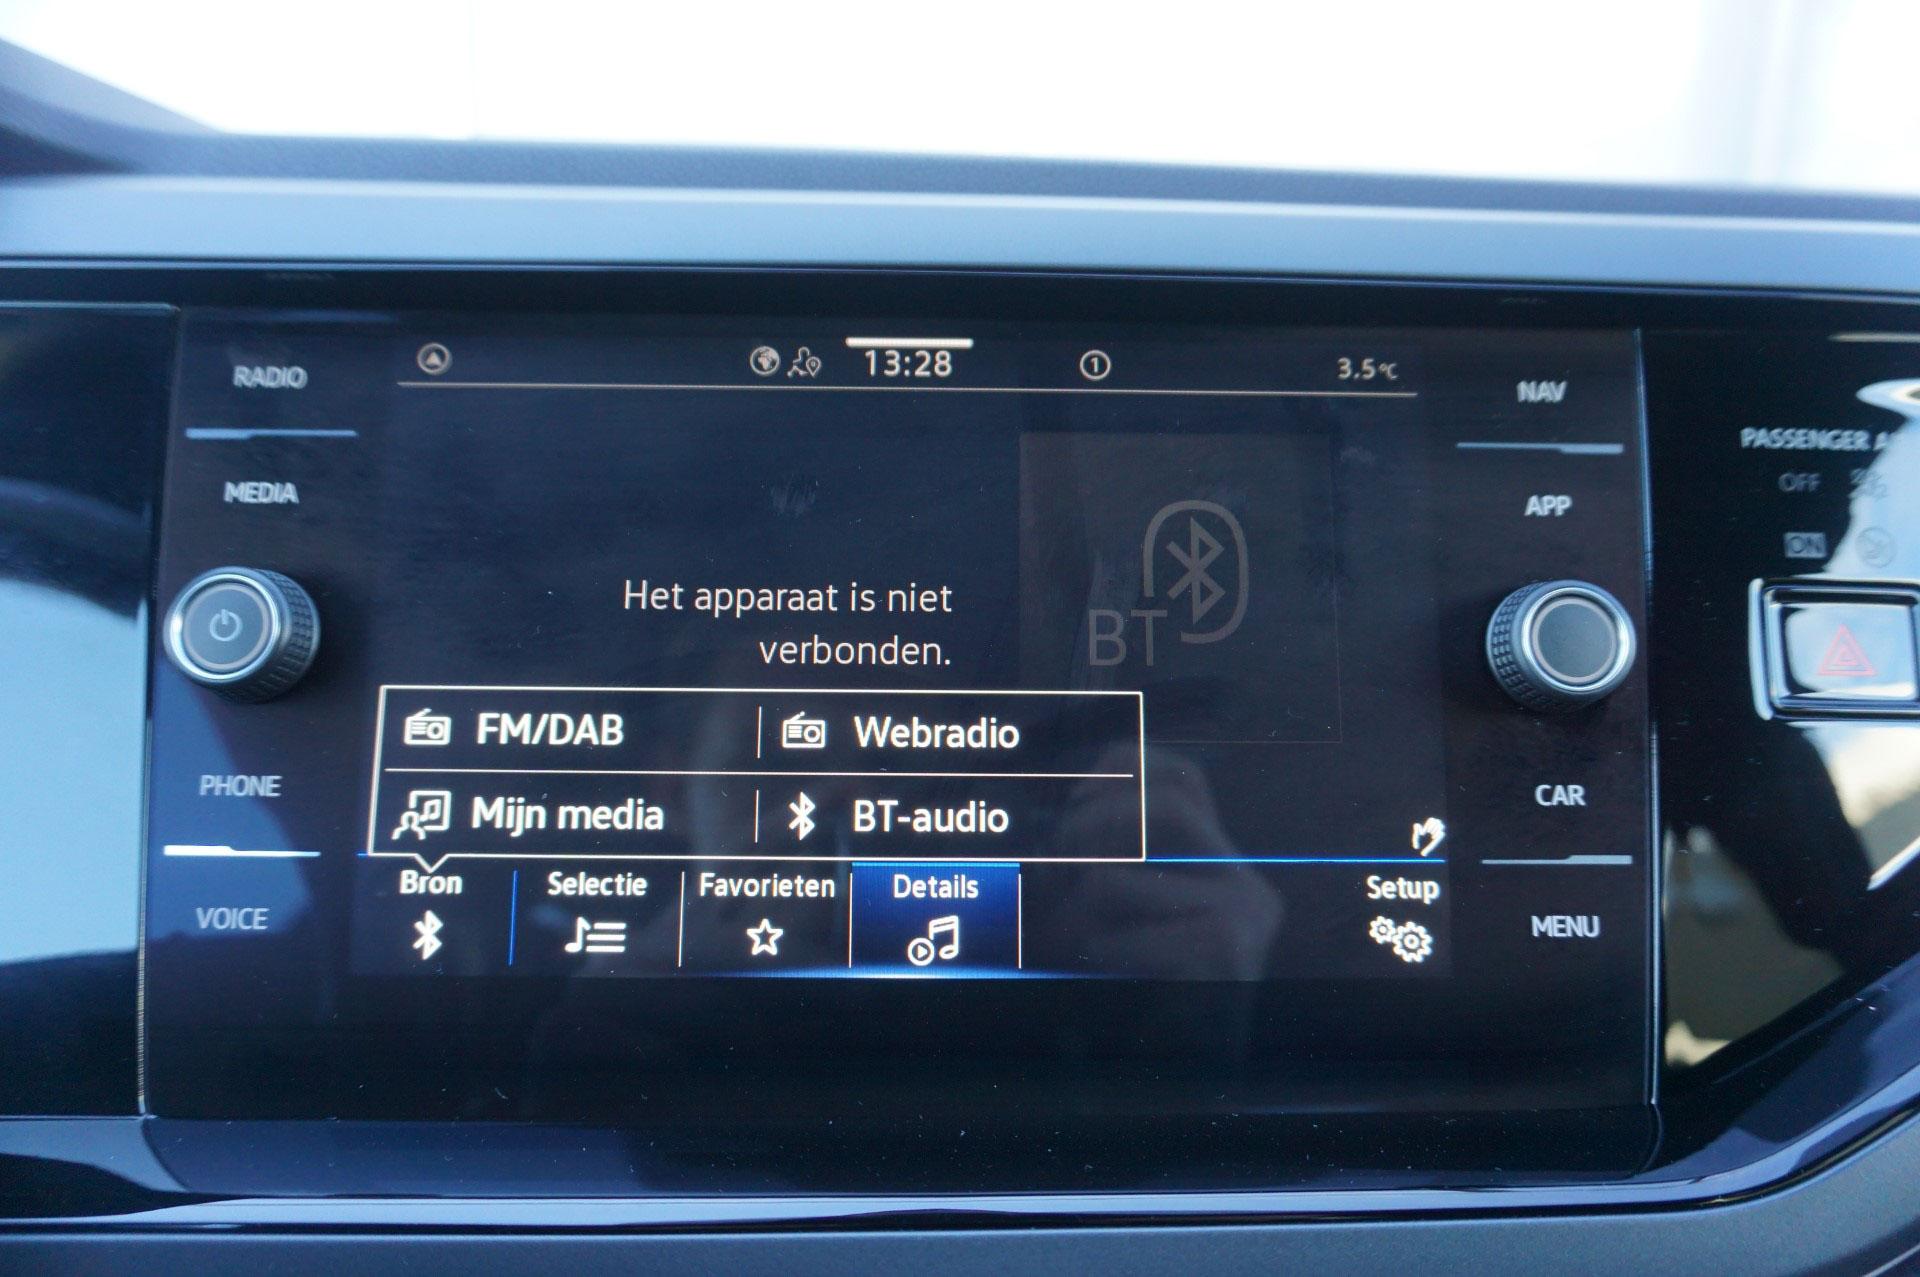 RADIO
MEDIA
PHONE
VOICE
13:28
1
3.5°C
Het apparaat is niet
verbonden.
BT
FM/DAB
Webradio
Mijn media
BT-audio
Bron
Selectie
Favorieten
Details
Setup
NAV
APP
CAR
MENU
PASSENGER
OFF
ON